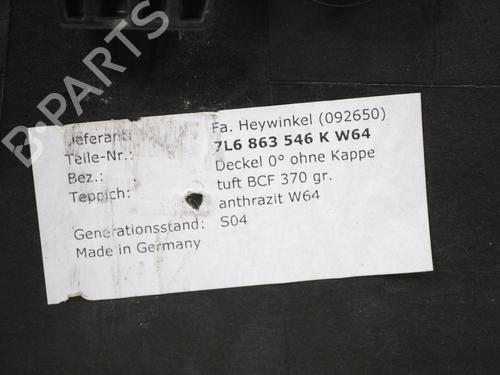 B-PARTS
Lieferant: Fa. Heywinkel (092650)
Teile-Nr.: 7L6 863 546 K W64
Bez.: Deckel 0° ohne Kappe
Teppich: tuft BCF 370 gr.
anthrazit W64
Generationsstand: S04
Made in Germany